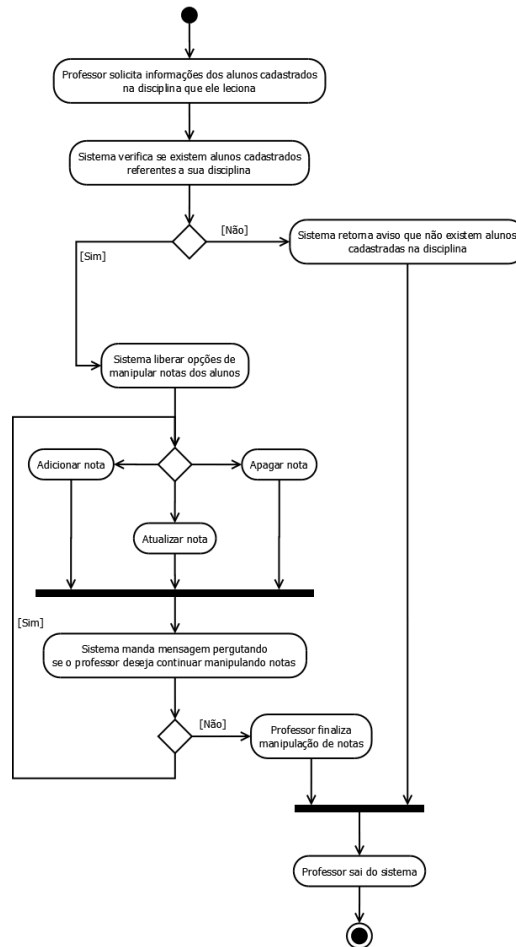 Professor solicita informações dos alunos cadastrados
na disciplina que ele leciona
Sistema verifica se existem alunos cadastrados
referentes a sua disciplina
[Não]
Sistema retorna aviso que não existem alunos
cadastradas na disciplina
[Sim]
Sistema liberar opções de
manipular notas dos alunos
Adicionar nota
Apagar nota
Atualizar nota
[Sim]
Sistema manda mensagem pergutando
se o professor deseja continuar manipulando notas
[Não]
Professor finaliza
manipulação de notas
Professor sai do sistema